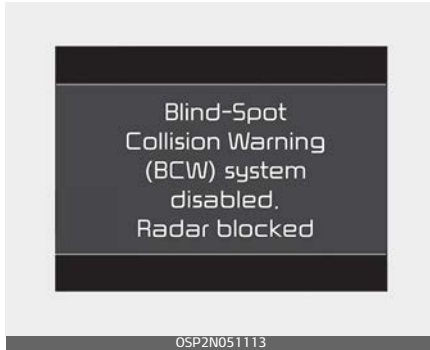 Blind-Spot
Collision Warning
(BCW) system
disabled.
Radar blocked
OSP2N051113